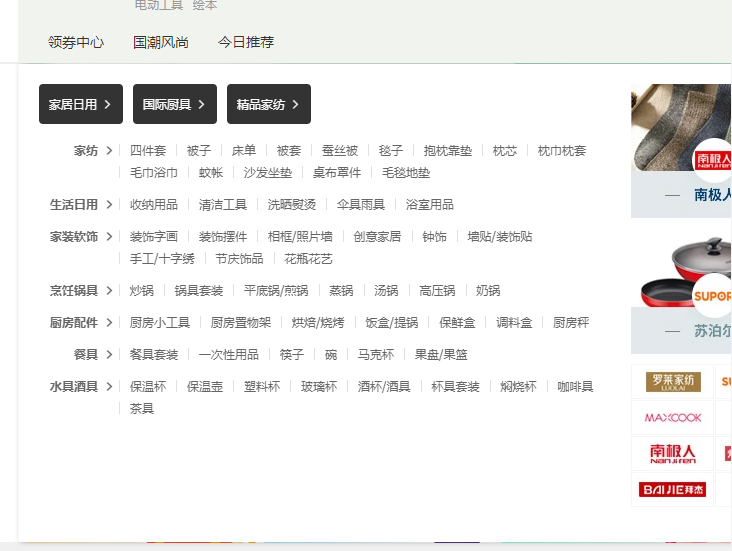 电动工具 绘本
领券中心 国潮风尚 今日推荐
家居日用 国际厨具 精品家纺
家纺 四件套 被子 床单 被套 蚕丝被 毯子 抱枕靠垫 枕芯 枕巾枕套
毛巾浴巾 蚊帐 沙发坐垫 桌布罩件 毛毯地垫
生活日用 收纳用品 清洁工具 洗晒熨烫 伞具雨具 浴室用品
家装软饰 装饰字画 装饰摆件 相框/照片墙 创意家居 钟饰 墙贴/装饰贴
手工/十字绣 节庆饰品 花瓶花艺
烹饪锅具 炒锅 锅具套装 平底锅/煎锅 蒸锅 汤锅 高压锅 奶锅
厨房配件 厨房小工具 厨房置物架 烘焙/烧烤 饭盒/提锅 保鲜盒 调料盒 厨房秤
餐具 餐具套装 一次性用品 筷子 碗 马克杯 果盘/果篮
水具酒具 保温杯 保温壶 塑料杯 玻璃杯 酒杯/酒具 杯具套装 焖烧杯 咖啡具
茶具
南极人
Nanjiren
— 南极人
SUPOR
— 苏泊尔
罗莱家纺
LUOLAI
MAXCOOK
南极人
Nanjiren
BAIJIE拜杰